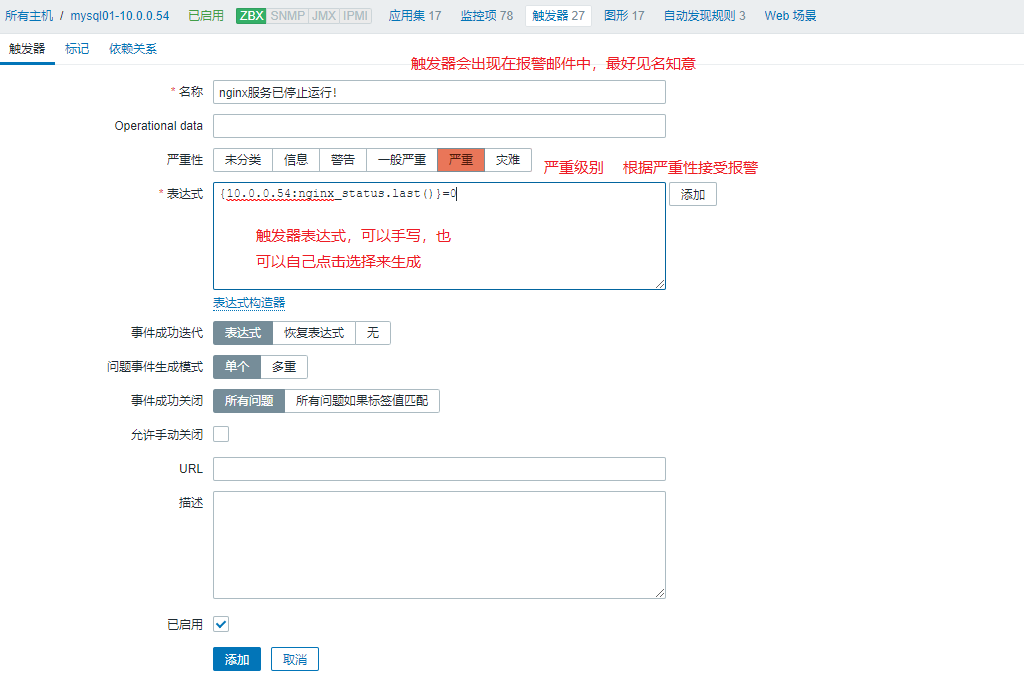 所有主机 / mysql01-10.0.0.54 已启用 ZBX SNMP JMX IPMI 应用集 17 监控项 78 触发器 27 图形 17 自动发现规则 3 Web 场景
触发器 标记 依赖关系
触发器会出现在报警邮件中，最好见名知意
* 名称 nginx服务已停止运行!
Operational data
严重性 未分类 信息 警告 一般严重 严重 灾难
严重级别 根据严重性接受报警
* 表达式 {10.0.0.54:nginx_status.last()}=0 添加
触发器表达式，可以手写，也
可以自己点击选择来生成
表达式构造器
事件成功迭代 表达式 恢复表达式 无
问题事件生成模式 单个 多重
事件成功关闭 所有问题 所有问题如果标签值匹配
允许手动关闭
URL
描述
已启用
添加 取消